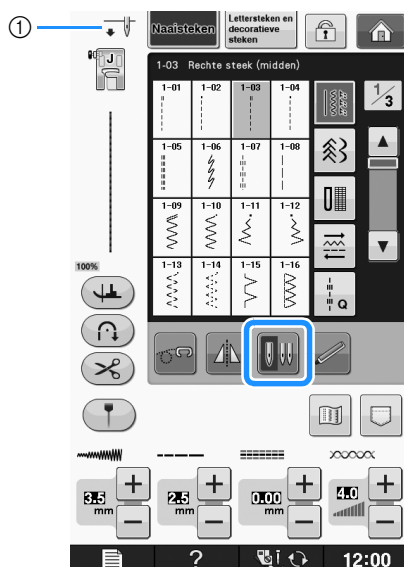 ①
Naaisteken
Lettersteken en
decoratieve
steken
J
1-03 Rechte steek (midden)
1-01 1-02 1-03 1-04
1/3
1-05 1-06 1-07 1-08
1-09 1-10 1-11 1-12
1-13 1-14 1-15 1-16
Q
100%
3.5 mm
2.5 mm
0.00 mm
4.0
? 12:00